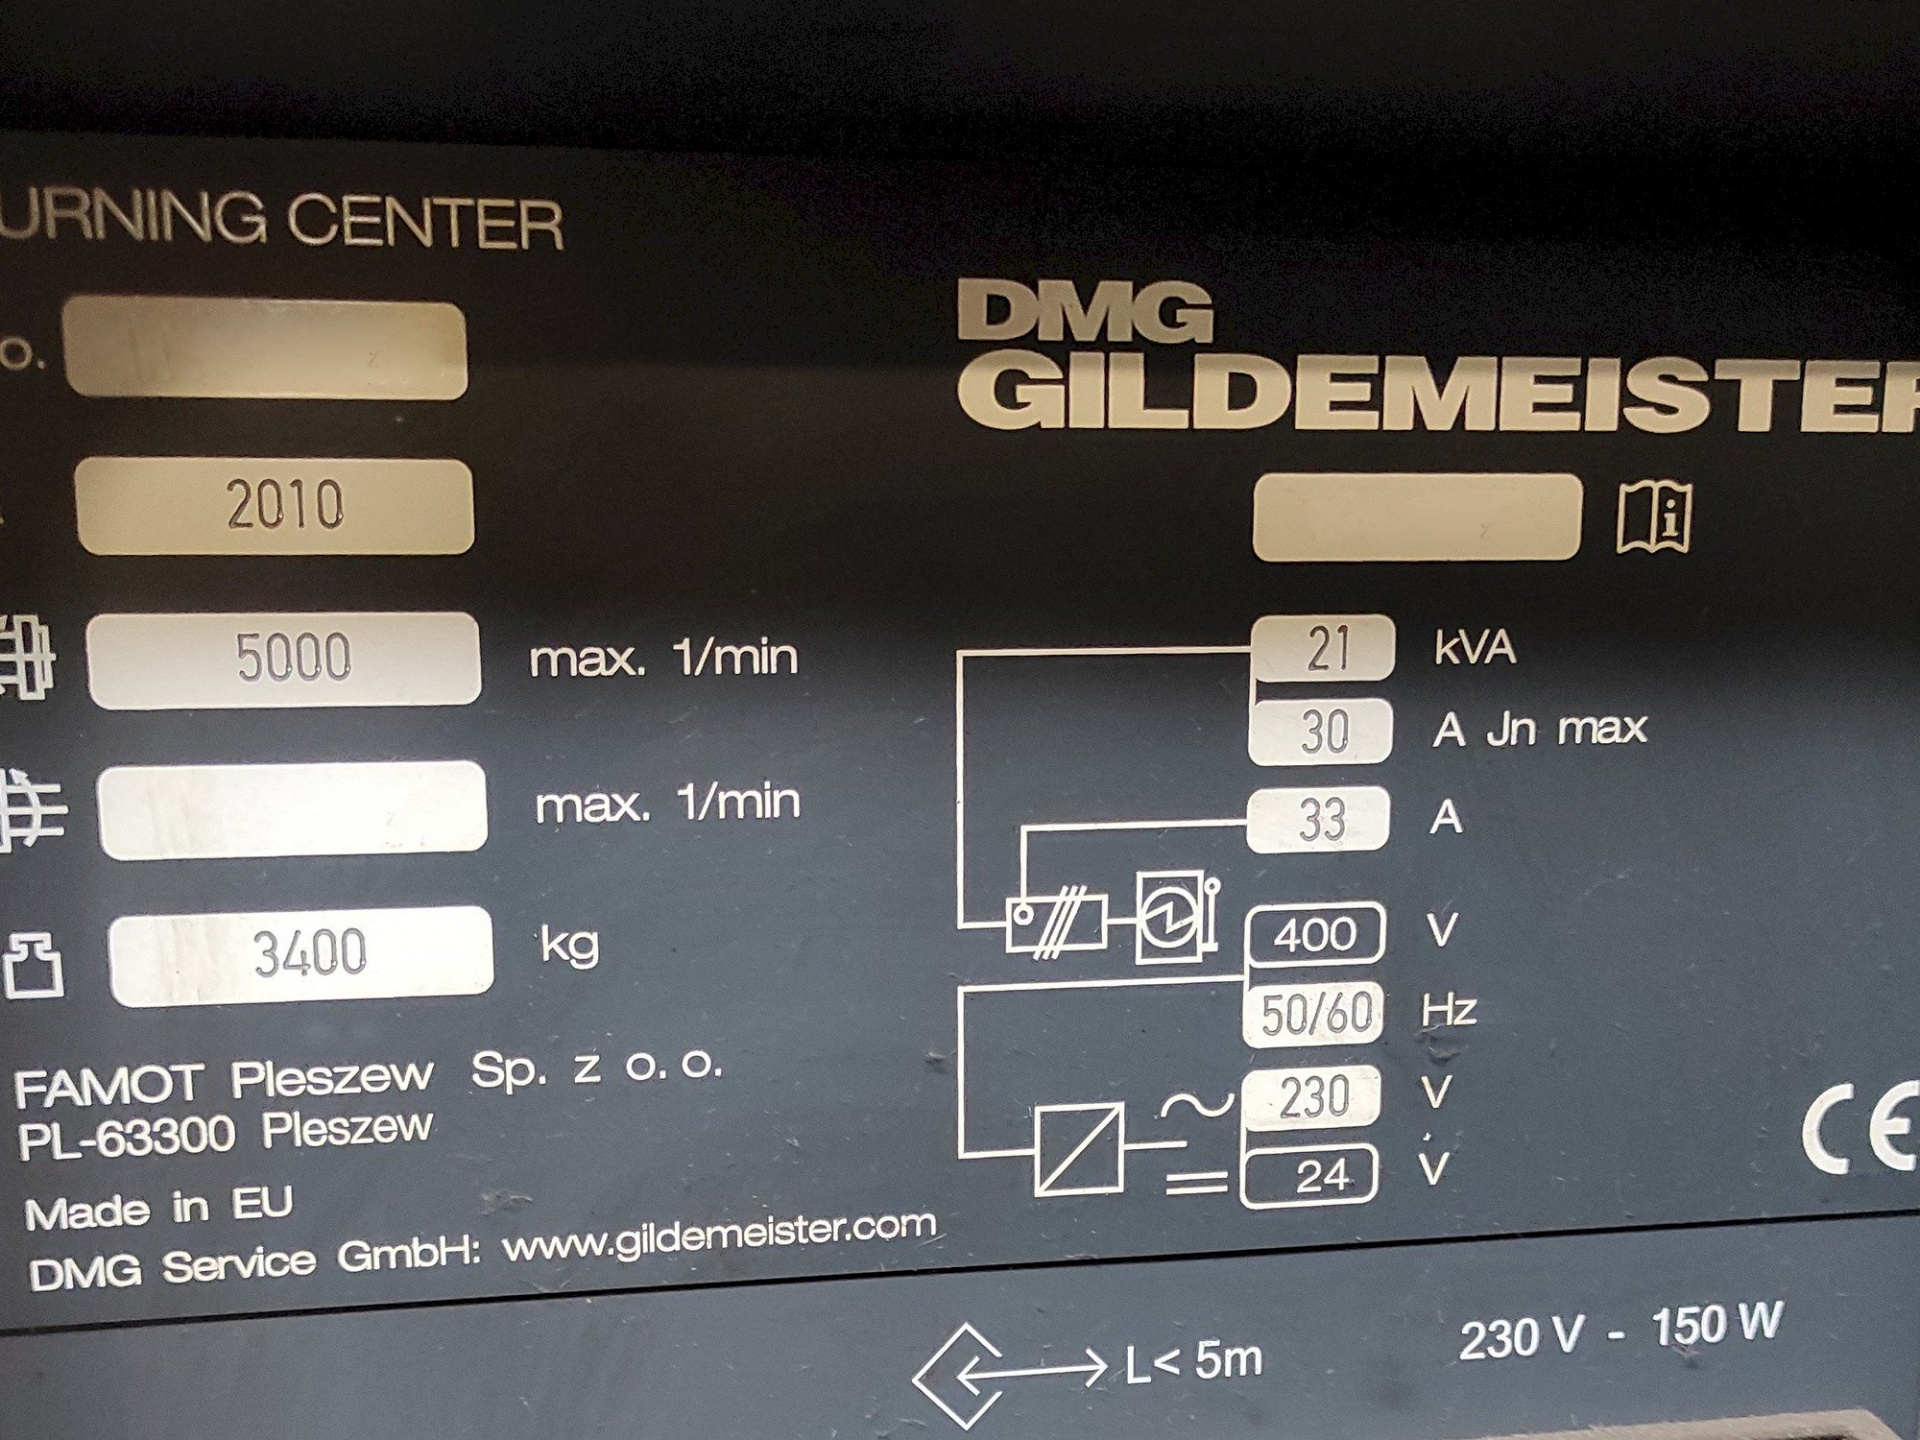 URNING CENTER
DMG
GILDEMEISTER
o.
2010
5000 max. 1/min
21 kVA
30 A Jn max
max. 1/min
33 A
3400 kg
400 V
50/60 Hz
230 V
24 V
FAMOT Pleszew Sp. z o. o.
PL-63300 Pleszew
Made in EU
DMG Service GmbH: www.gildemeister.com
CE
L< 5m
230 V - 150 W